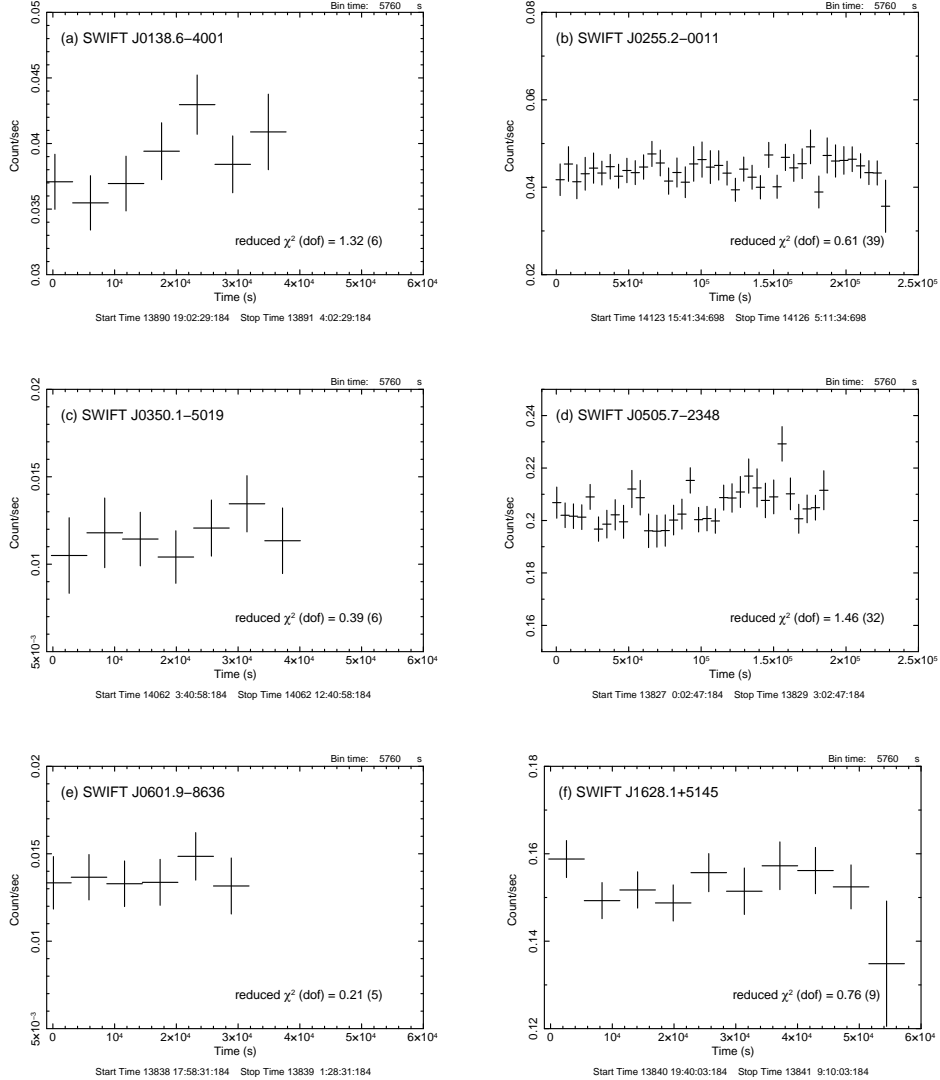 Bin time: 5760 s
(a) SWIFT J0138.6−4001
Count/sec
0.03 0.035 0.04 0.045 0.05
reduced χ² (dof) = 1.32 (6)
0 10⁴ 2×10⁴ 3×10⁴ 4×10⁴ 5×10⁴ 6×10⁴
Time (s)
Start Time 13890 19:02:29:184 Stop Time 13891 4:02:29:184
Bin time: 5760 s
(b) SWIFT J0255.2−0011
Count/sec
0.02 0.04 0.06 0.08
reduced χ² (dof) = 0.61 (39)
0 5×10⁴ 10⁵ 1.5×10⁵ 2×10⁵ 2.5×10⁵
Time (s)
Start Time 14123 15:41:34:698 Stop Time 14126 5:11:34:698
Bin time: 5760 s
(c) SWIFT J0350.1−5019
Count/sec
5×10⁻³ 0.01 0.015 0.02
reduced χ² (dof) = 0.39 (6)
0 10⁴ 2×10⁴ 3×10⁴ 4×10⁴ 5×10⁴ 6×10⁴
Time (s)
Start Time 14062 3:40:58:184 Stop Time 14062 12:40:58:184
Bin time: 5760 s
(d) SWIFT J0505.7−2348
Count/sec
0.16 0.18 0.2 0.22 0.24
reduced χ² (dof) = 1.46 (32)
0 5×10⁴ 10⁵ 1.5×10⁵ 2×10⁵ 2.5×10⁵
Time (s)
Start Time 13827 0:02:47:184 Stop Time 13829 3:02:47:184
Bin time: 5760 s
(e) SWIFT J0601.9−8636
Count/sec
5×10⁻³ 0.01 0.015 0.02
reduced χ² (dof) = 0.21 (5)
0 10⁴ 2×10⁴ 3×10⁴ 4×10⁴ 5×10⁴ 6×10⁴
Time (s)
Start Time 13838 17:58:31:184 Stop Time 13839 1:28:31:184
Bin time: 5760 s
(f) SWIFT J1628.1+5145
Count/sec
0.12 0.14 0.16 0.18
reduced χ² (dof) = 0.76 (9)
0 10⁴ 2×10⁴ 3×10⁴ 4×10⁴ 5×10⁴ 6×10⁴
Time (s)
Start Time 13840 19:40:03:184 Stop Time 13841 9:10:03:184